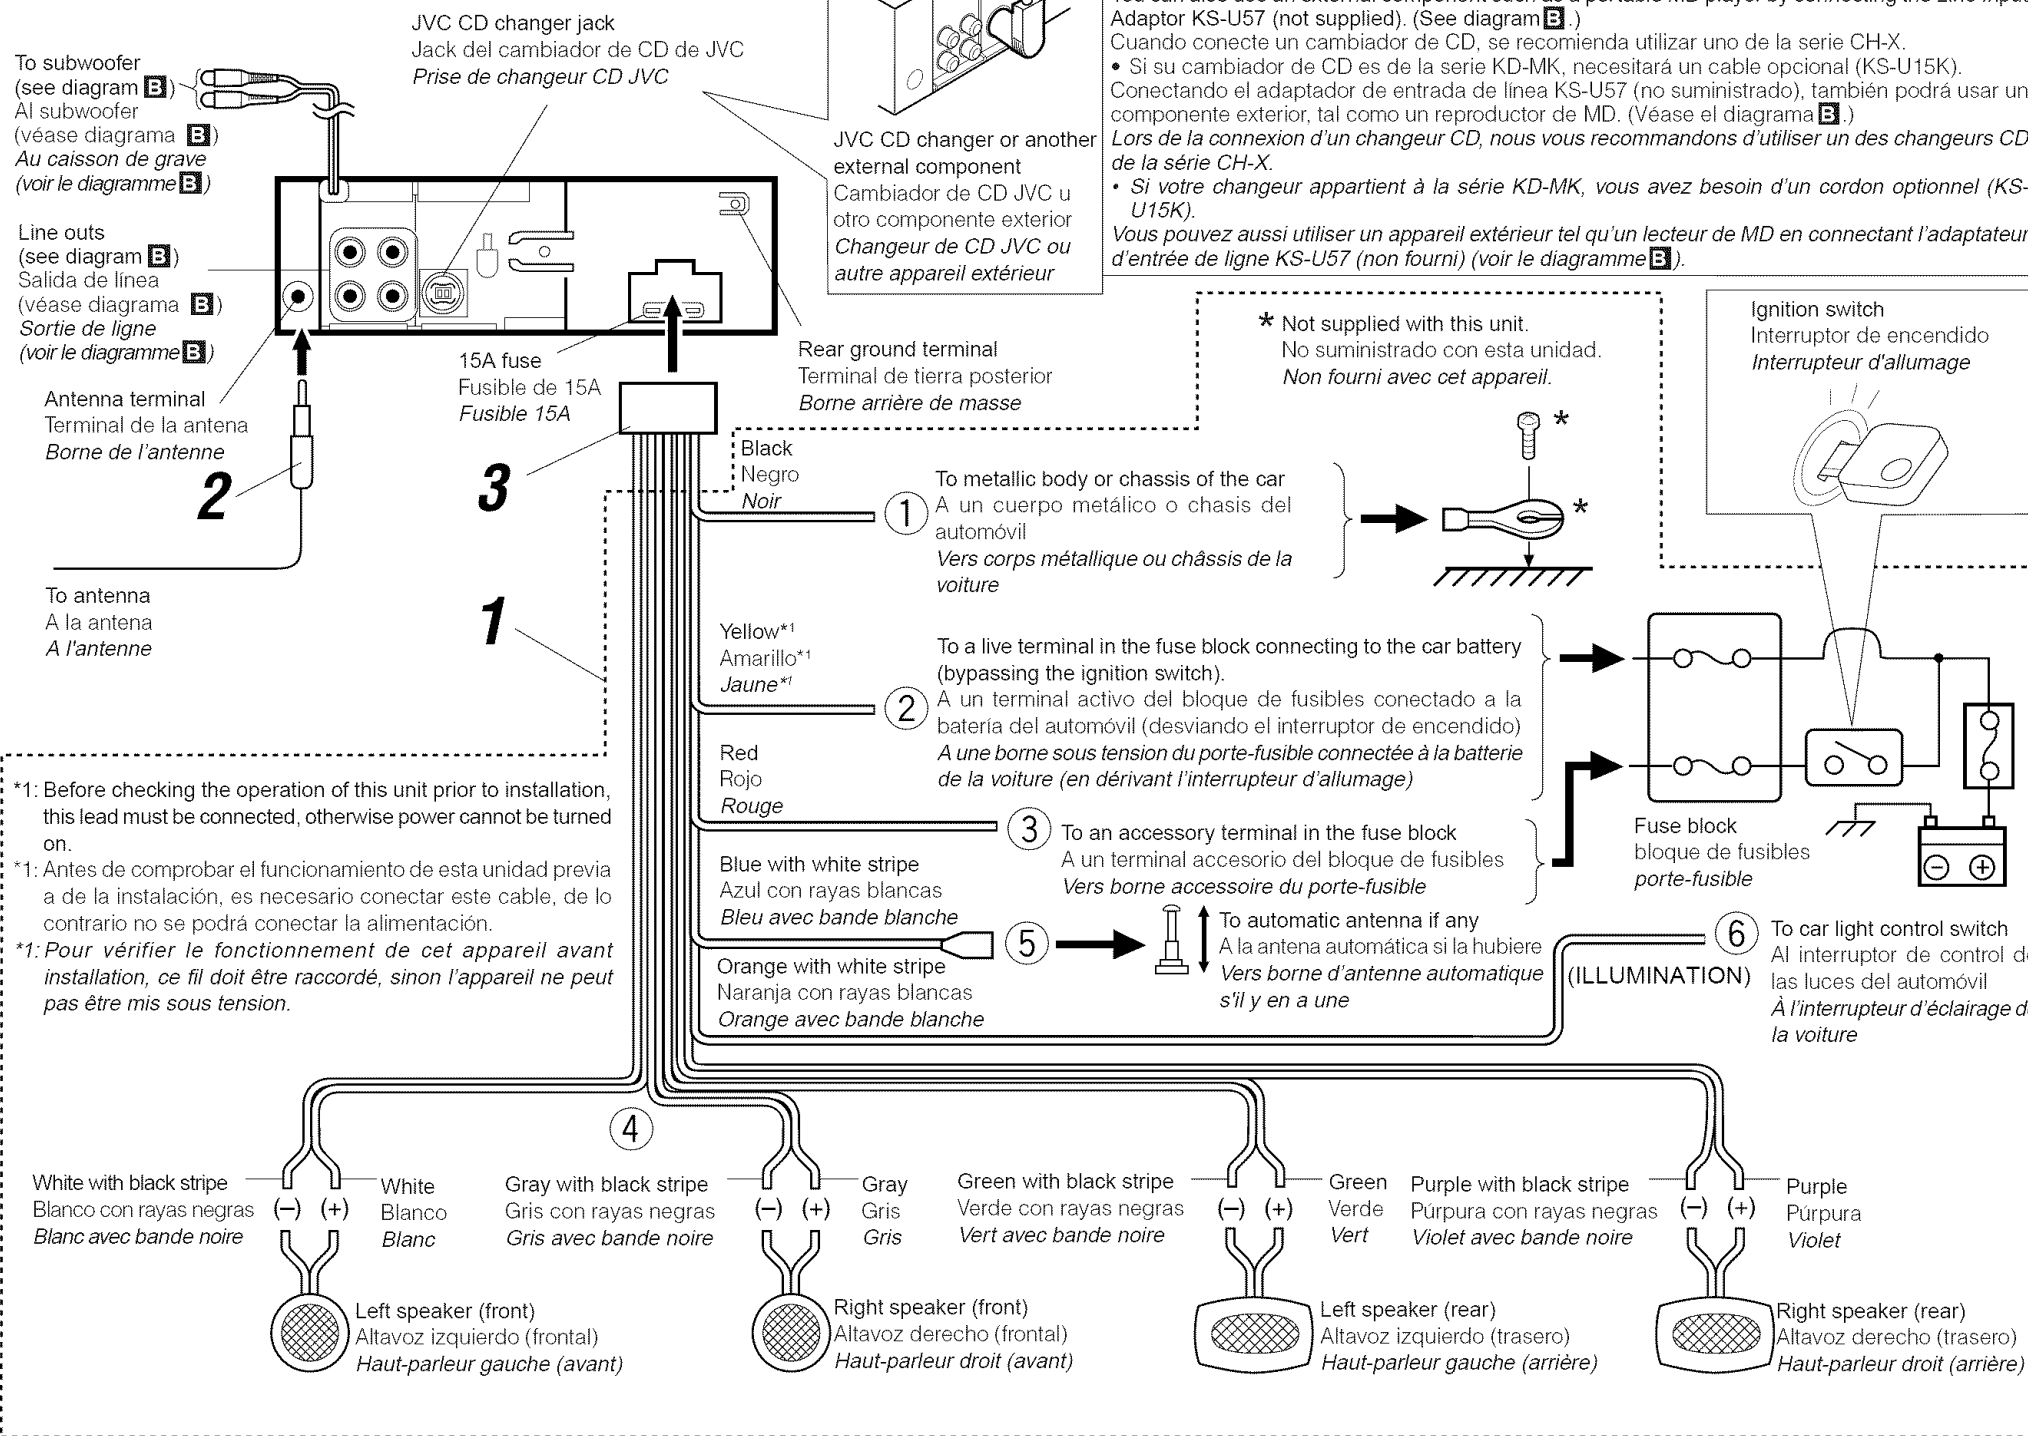 JVC CD changer jack
Jack del cambiador de CD de JVC
Prise de changeur CD JVC
To subwoofer
(see diagram B)
Al subwoofer
(véase diagrama B)
Au caisson de grave
(voir le diagramme B)
Line outs
(see diagram B)
Salida de línea
(véase diagrama B)
Sortie de ligne
(voir le diagramme B)
Antenna terminal
Terminal de la antena
Borne de l'antenne
2
To antenna
A la antena
A l'antenne
15A fuse
Fusible de 15A
Fusible 15A
3
Rear ground terminal
Terminal de tierra posterior
Borne arrière de masse
JVC CD changer or another
external component
Cambiador de CD JVC u
otro componente exterior
Changeur de CD JVC ou
autre appareil extérieur
Adaptor KS-U57 (not supplied). (See diagram B.)
Cuando conecte un cambiador de CD, se recomienda utilizar uno de la serie CH-X.
• Si su cambiador de CD es de la serie KD-MK, necesitará un cable opcional (KS-U15K).
Conectando el adaptador de entrada de línea KS-U57 (no suministrado), también podrá usar un
componente exterior, tal como un reproductor de MD. (Véase el diagrama B.)
Lors de la connexion d'un changeur CD, nous vous recommandons d'utiliser un des changeurs CD
de la série CH-X.
• Si votre changeur appartient à la série KD-MK, vous avez besoin d'un cordon optionnel (KS-
U15K).
Vous pouvez aussi utiliser un appareil extérieur tel qu'un lecteur de MD en connectant l'adaptateur
d'entrée de ligne KS-U57 (non fourni) (voir le diagramme B).
* Not supplied with this unit.
No suministrado con esta unidad.
Non fourni avec cet appareil.
Ignition switch
Interruptor de encendido
Interrupteur d'allumage
*
*
Black
Negro
Noir
1
To metallic body or chassis of the car
A un cuerpo metálico o chasis del
automóvil
Vers corps métallique ou châssis de la
voiture
1
Yellow*1
Amarillo*1
Jaune*1
2
To a live terminal in the fuse block connecting to the car battery
(bypassing the ignition switch).
A un terminal activo del bloque de fusibles conectado a la
batería del automóvil (desviando el interruptor de encendido)
A une borne sous tension du porte-fusible connectée à la batterie
de la voiture (en dérivant l'interrupteur d'allumage)
Red
Rojo
Rouge
3
To an accessory terminal in the fuse block
A un terminal accesorio del bloque de fusibles
Vers borne accessoire du porte-fusible
Fuse block
bloque de fusibles
porte-fusible
− +
*1: Before checking the operation of this unit prior to installation,
this lead must be connected, otherwise power cannot be turned
on.
*1: Antes de comprobar el funcionamiento de esta unidad previa
a de la instalación, es necesario conectar este cable, de lo
contrario no se podrá conectar la alimentación.
*1: Pour vérifier le fonctionnement de cet appareil avant
installation, ce fil doit être raccordé, sinon l'appareil ne peut
pas être mis sous tension.
Blue with white stripe
Azul con rayas blancas
Bleu avec bande blanche
5
To automatic antenna if any
A la antena automática si la hubiere
Vers borne d'antenne automatique
s'il y en a une
Orange with white stripe
Naranja con rayas blancas
Orange avec bande blanche
(ILLUMINATION)
6
To car light control switch
Al interruptor de control de
las luces del automóvil
À l'interrupteur d'éclairage de
la voiture
4
White with black stripe
Blanco con rayas negras
Blanc avec bande noire
(−) (+)
White
Blanco
Blanc
Gray with black stripe
Gris con rayas negras
Gris avec bande noire
(−) (+)
Gray
Gris
Gris
Green with black stripe
Verde con rayas negras
Vert avec bande noire
(−) (+)
Green
Verde
Vert
Purple with black stripe
Púrpura con rayas negras
Violet avec bande noire
(−) (+)
Purple
Púrpura
Violet
Left speaker (front)
Altavoz izquierdo (frontal)
Haut-parleur gauche (avant)
Right speaker (front)
Altavoz derecho (frontal)
Haut-parleur droit (avant)
Left speaker (rear)
Altavoz izquierdo (trasero)
Haut-parleur gauche (arrière)
Right speaker (rear)
Altavoz derecho (trasero)
Haut-parleur droit (arrière)